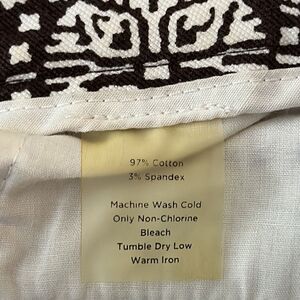 97% Cotton
3% Spandex
Machine Wash Cold
Only Non-Chlorine
Bleach
Tumble Dry Low
Warm Iron